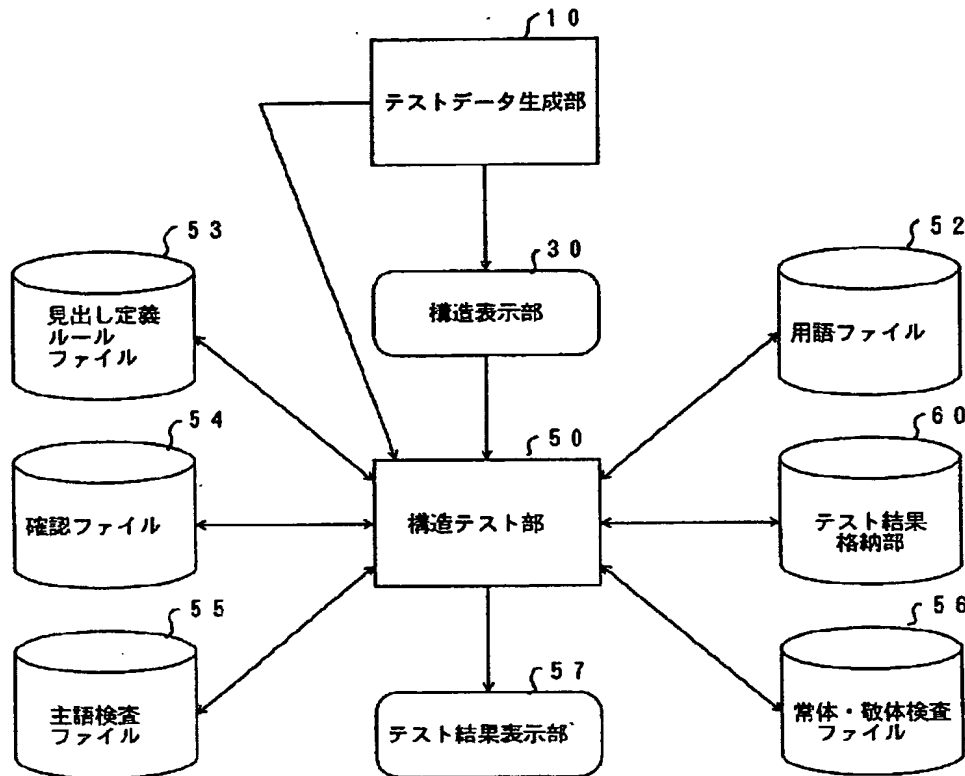 10
テストデータ生成部
53
見出し定義
ルール
ファイル
30
構造表示部
52
用語ファイル
54
確認ファイル
50
構造テスト部
60
テスト結果
格納部
55
主語検査
ファイル
57
テスト結果表示部
56
常体・敬体検査
ファイル